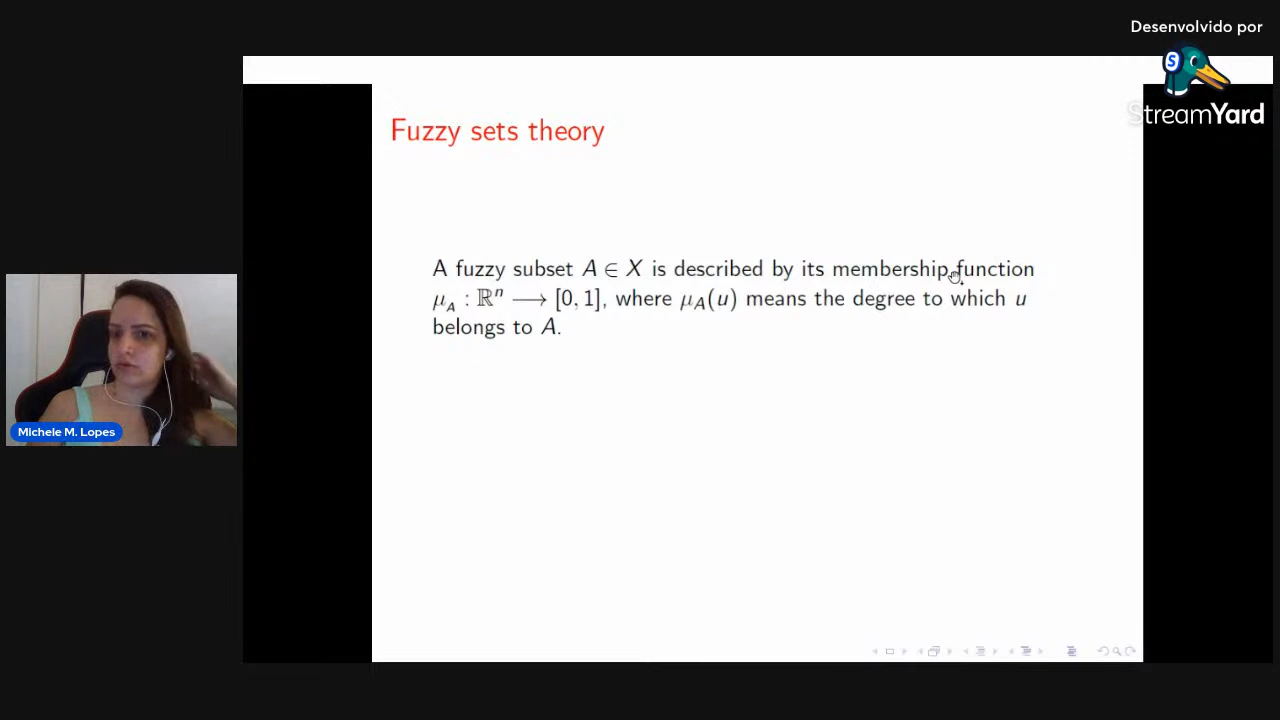 Desenvolvido por
StreamYard
Fuzzy sets theory
A fuzzy subset A ∈ X is described by its membership function
μ_A : ℝⁿ ⟶ [0, 1], where μ_A(u) means the degree to which u
belongs to A.
Michele M. Lopes